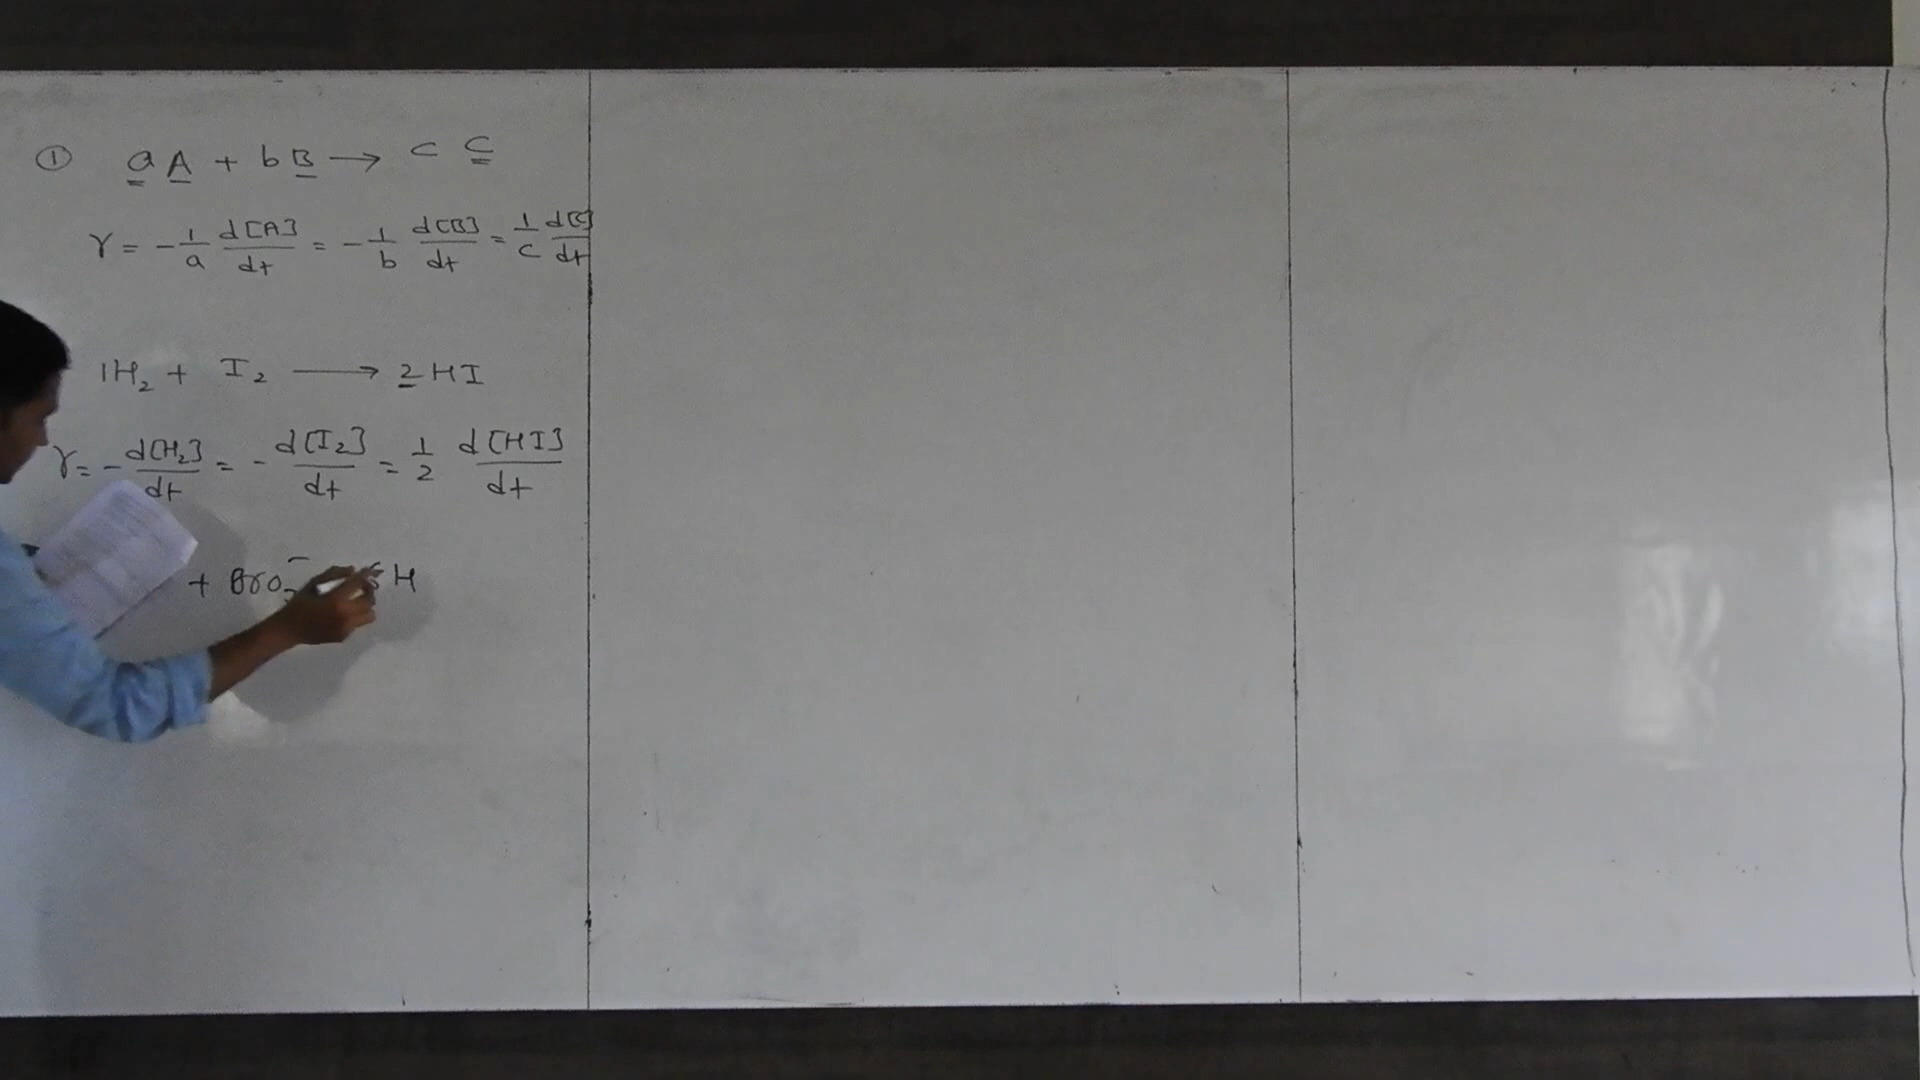 ① aA + bB → c C
r = - 1/a d[A]/dt = - 1/b d[B]/dt = 1/c d[C]/dt
1H₂ + I₂ → 2HI
r = - d[H₂]/dt = - d[I₂]/dt = 1/2 d[HI]/dt
+ BrO₃⁻ 6H